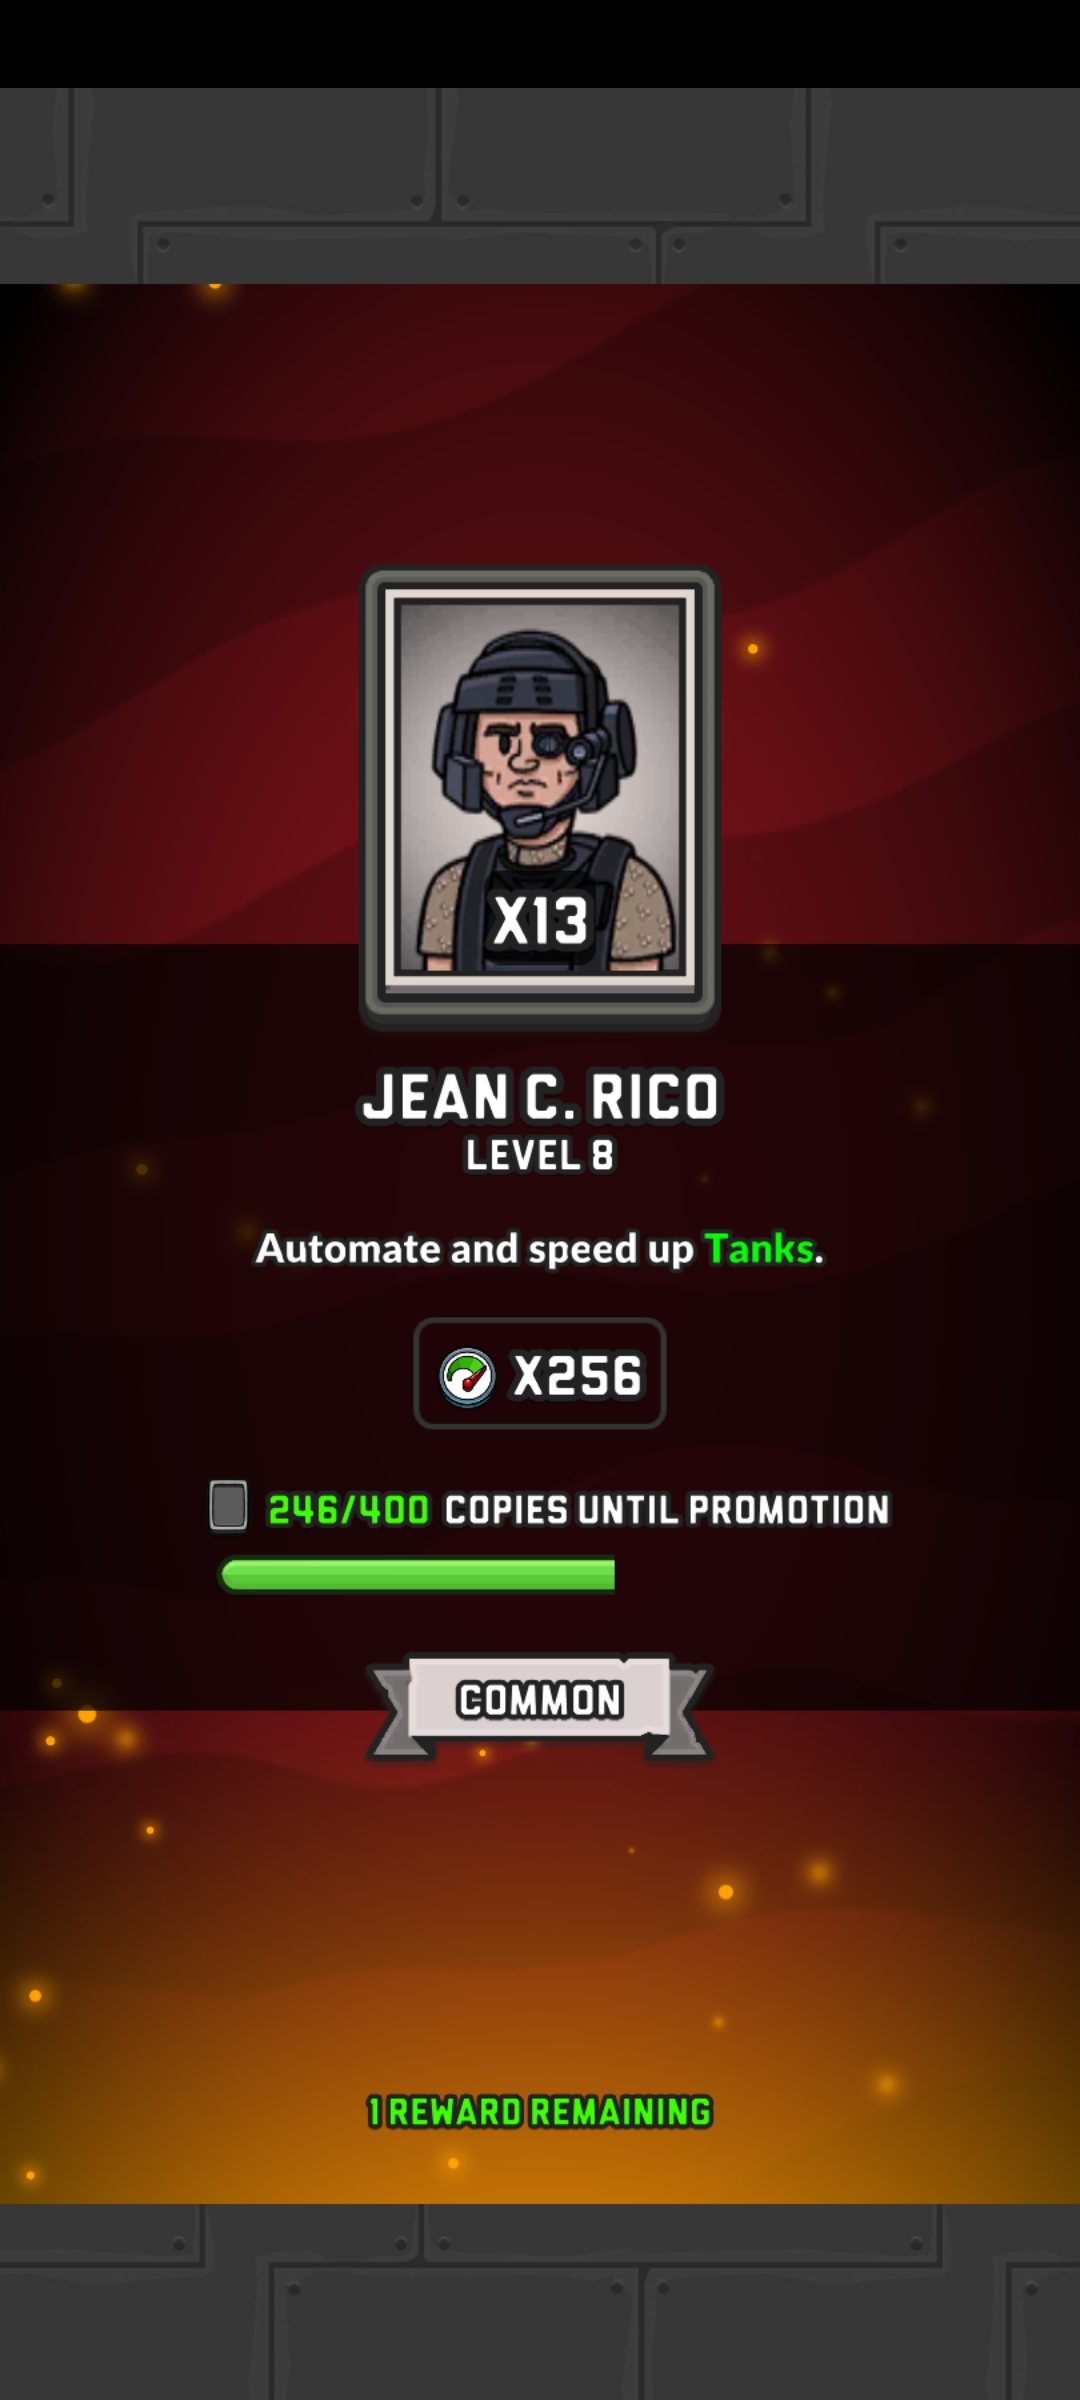 X13
JEAN C. RICO
LEVEL 8
Automate and speed up Tanks.
X256
246/400 COPIES UNTIL PROMOTION
COMMON
1 REWARD REMAINING